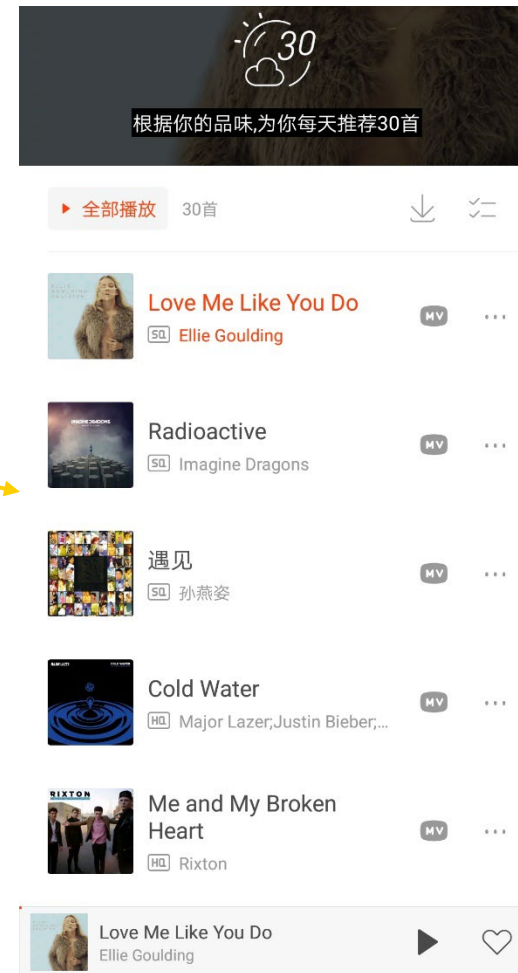 30
根据你的品味,为你每天推荐30首
全部播放 30首
Love Me Like You Do
MV
SQ Ellie Goulding
IMAGINE DRAGONS
Radioactive
MV
SQ Imagine Dragons
遇见
MV
SQ 孙燕姿
Cold Water
MV
HQ Major Lazer;Justin Bieber;...
RIXTON
Me and My Broken
Heart
MV
HQ Rixton
Love Me Like You Do
Ellie Goulding